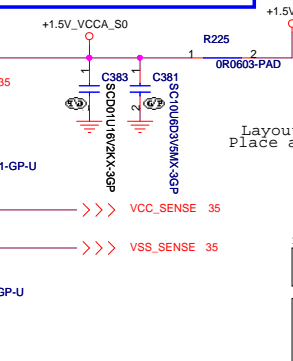 +1.5V
+1.5V_VCCA_S0
R225
1 2
0R0603-PAD
35
1 C383
SCD01U16V2KX-3GP
2
1 C381
SC10U6D3V5MX-3GP
2
Layou
Place a
1-GP-U
VCC_SENSE 35
VSS_SENSE 35
GP-U